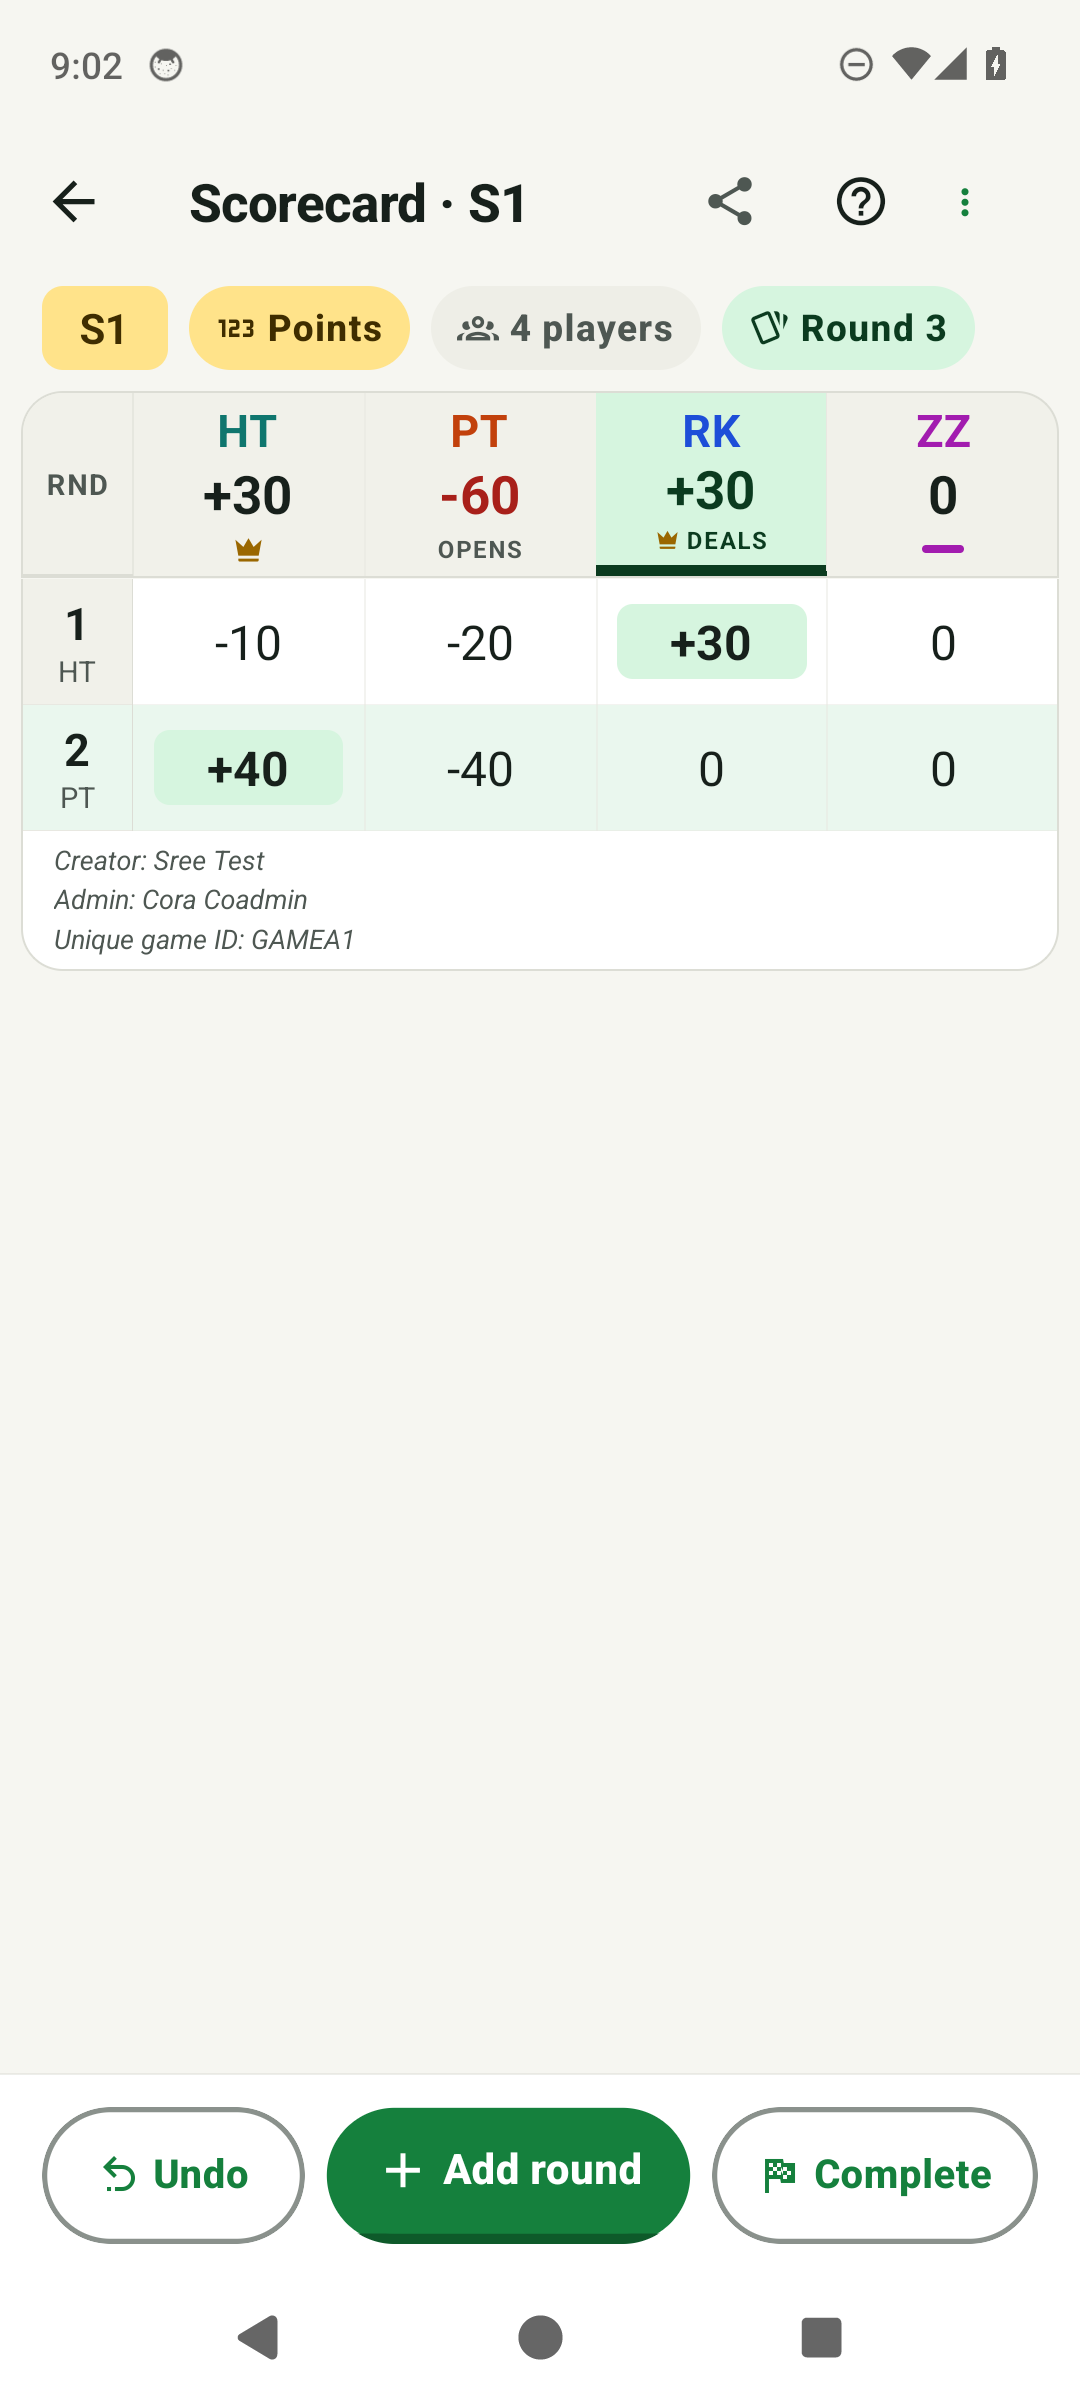 9:02
Scorecard · S1
S1
123 Points
4 players
Round 3
RND
HT
+30
PT
-60
OPENS
RK
+30
DEALS
ZZ
0
1
HT
-10
-20
+30
0
2
PT
+40
-40
0
0
Creator: Sree Test
Admin: Cora Coadmin
Unique game ID: GAMEA1
Undo
+ Add round
Complete